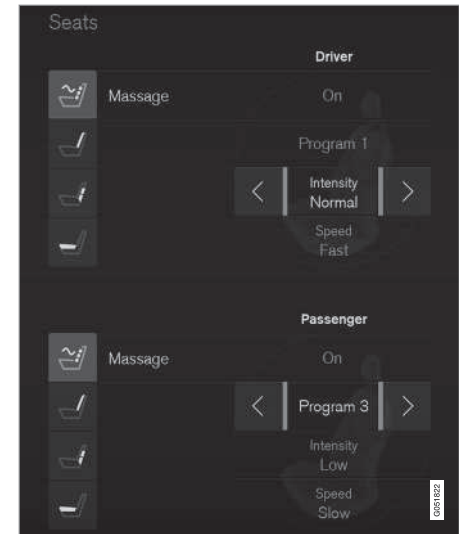 Seats
Driver
Massage On
Program 1
< Intensity Normal >
Speed
Fast
Passenger
Massage On
< Program 3 >
Intensity
Low
Speed
Slow
G051822